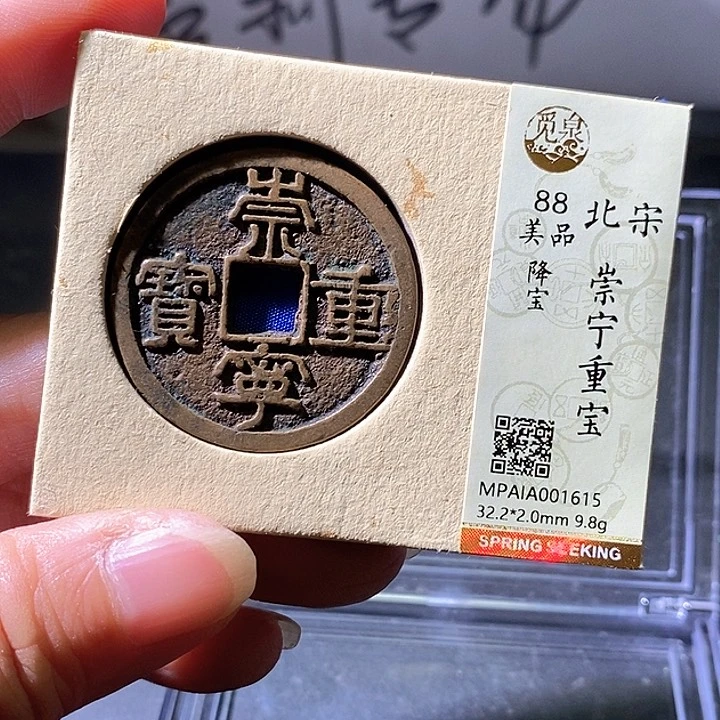 崇
重
寧
寶
觅泉
88
美品
降宝
北宋
崇宁重宝
MPAIA001615
32.2*2.0mm 9.8g
SPRING SEEKING